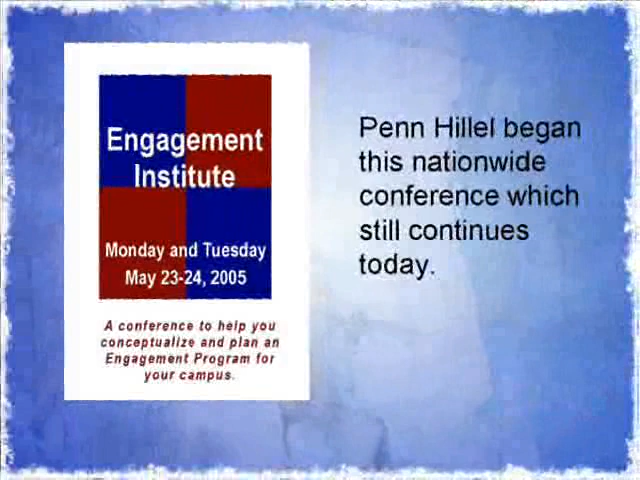 Engagement
Institute
Monday and Tuesday
May 23-24, 2005
A conference to help you
conceptualize and plan an
Engagement Program for
your campus.
Penn Hillel began
this nationwide
conference which
still continues
today.